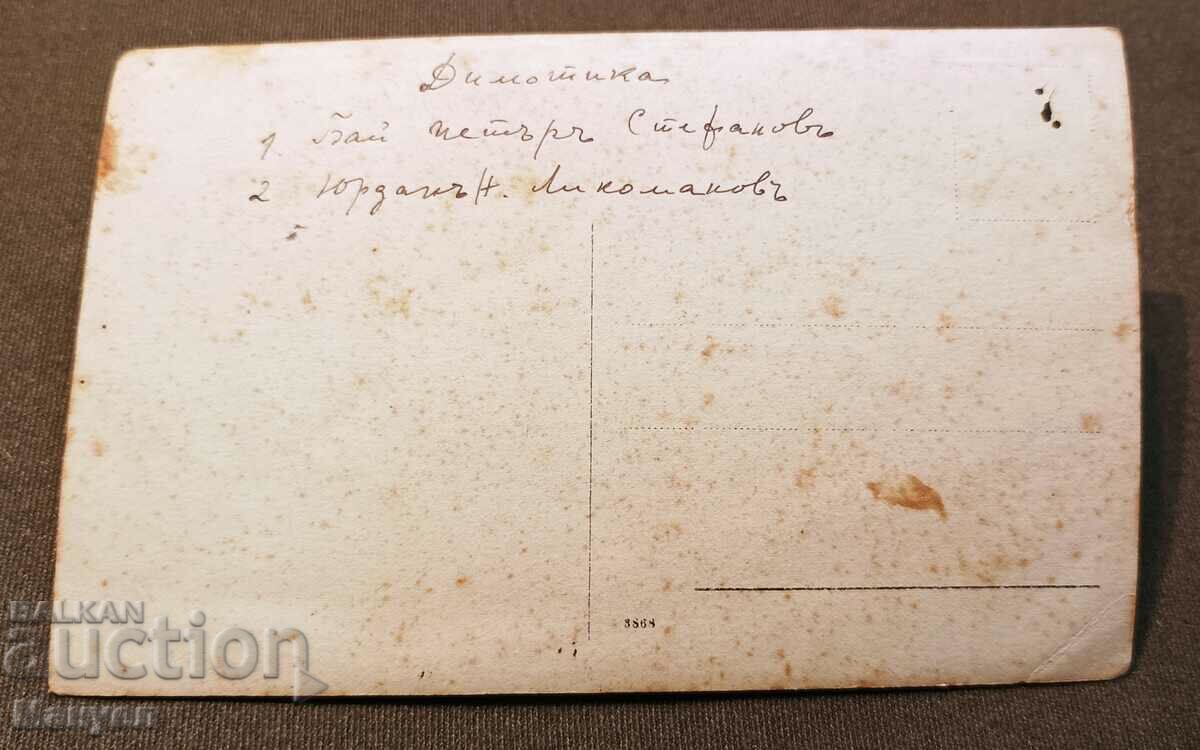 Димотика
1. Бай Петъръ Стефановъ
2 Юрданъ Н. Ликомановъ
3868
BALKAN
auction